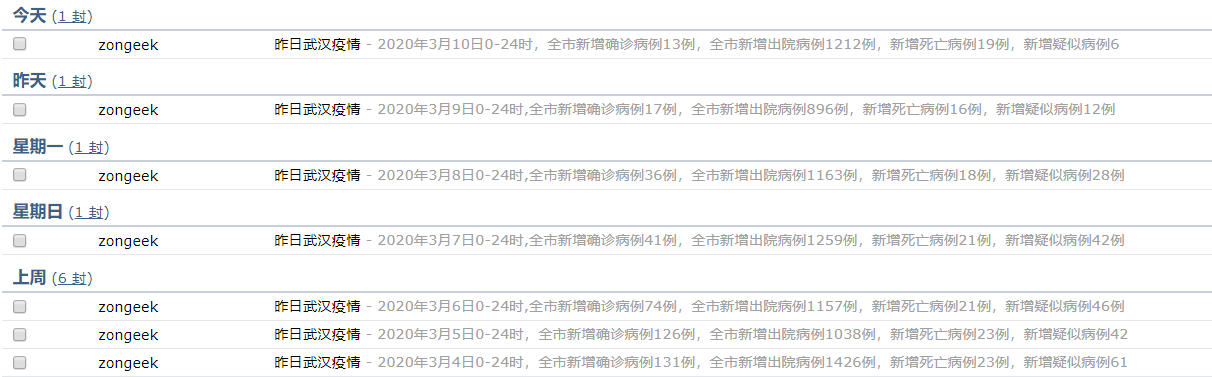 今天 (1 封)
zongeek 昨日武汉疫情 - 2020年3月10日0-24时，全市新增确诊病例13例，全市新增出院病例1212例，新增死亡病例19例，新增疑似病例6
昨天 (1 封)
zongeek 昨日武汉疫情 - 2020年3月9日0-24时,全市新增确诊病例17例，全市新增出院病例896例，新增死亡病例16例，新增疑似病例12例
星期一 (1 封)
zongeek 昨日武汉疫情 - 2020年3月8日0-24时,全市新增确诊病例36例，全市新增出院病例1163例，新增死亡病例18例，新增疑似病例28例
星期日 (1 封)
zongeek 昨日武汉疫情 - 2020年3月7日0-24时,全市新增确诊病例41例，全市新增出院病例1259例，新增死亡病例21例，新增疑似病例42例
上周 (6 封)
zongeek 昨日武汉疫情 - 2020年3月6日0-24时,全市新增确诊病例74例，全市新增出院病例1157例，新增死亡病例21例，新增疑似病例46例
zongeek 昨日武汉疫情 - 2020年3月5日0-24时，全市新增确诊病例126例，全市新增出院病例1038例，新增死亡病例23例，新增疑似病例42
zongeek 昨日武汉疫情 - 2020年3月4日0-24时，全市新增确诊病例131例，全市新增出院病例1426例，新增死亡病例23例，新增疑似病例61